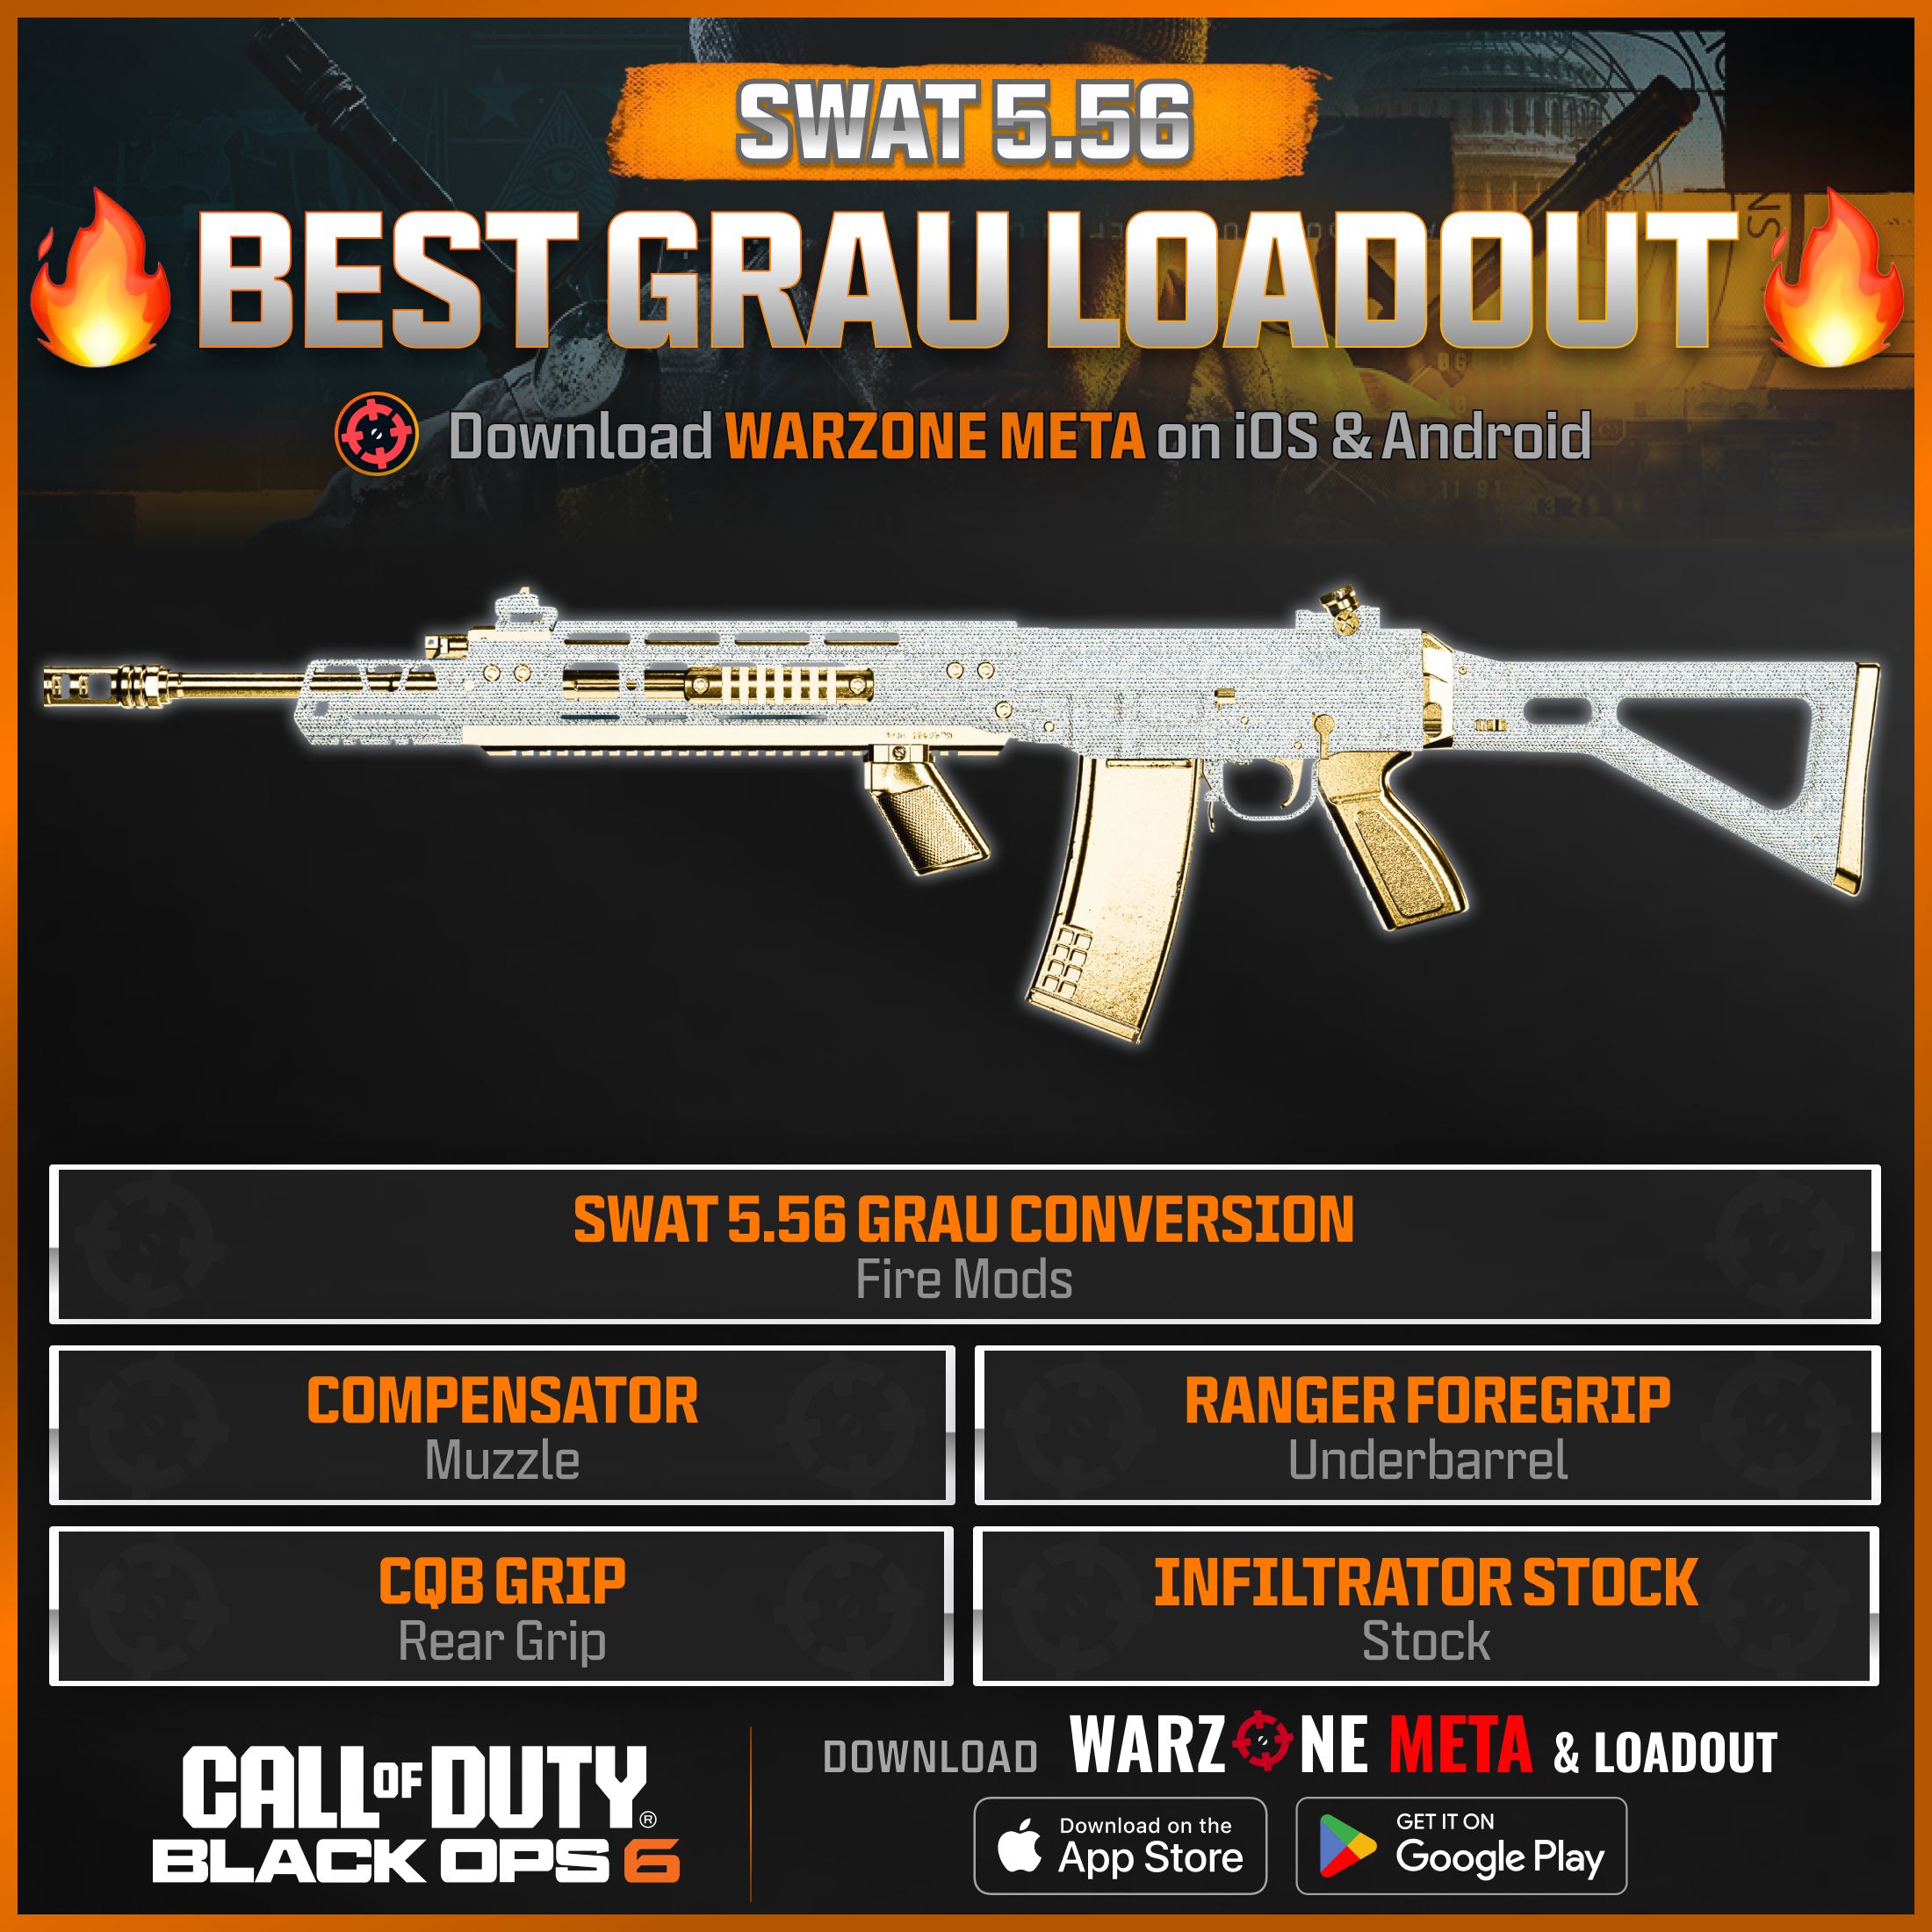 SWAT 5.56
BEST GRAU LOADOUT
Download WARZONE META on iOS & Android
SWAT 5.56 GRAU CONVERSION
Fire Mods
COMPENSATOR
Muzzle
RANGER FOREGRIP
Underbarrel
CQB GRIP
Rear Grip
INFILTRATOR STOCK
Stock
CALL OF DUTY®
BLACK OPS 6
DOWNLOAD WARZONE META & LOADOUT
Download on the
App Store
GET IT ON
Google Play